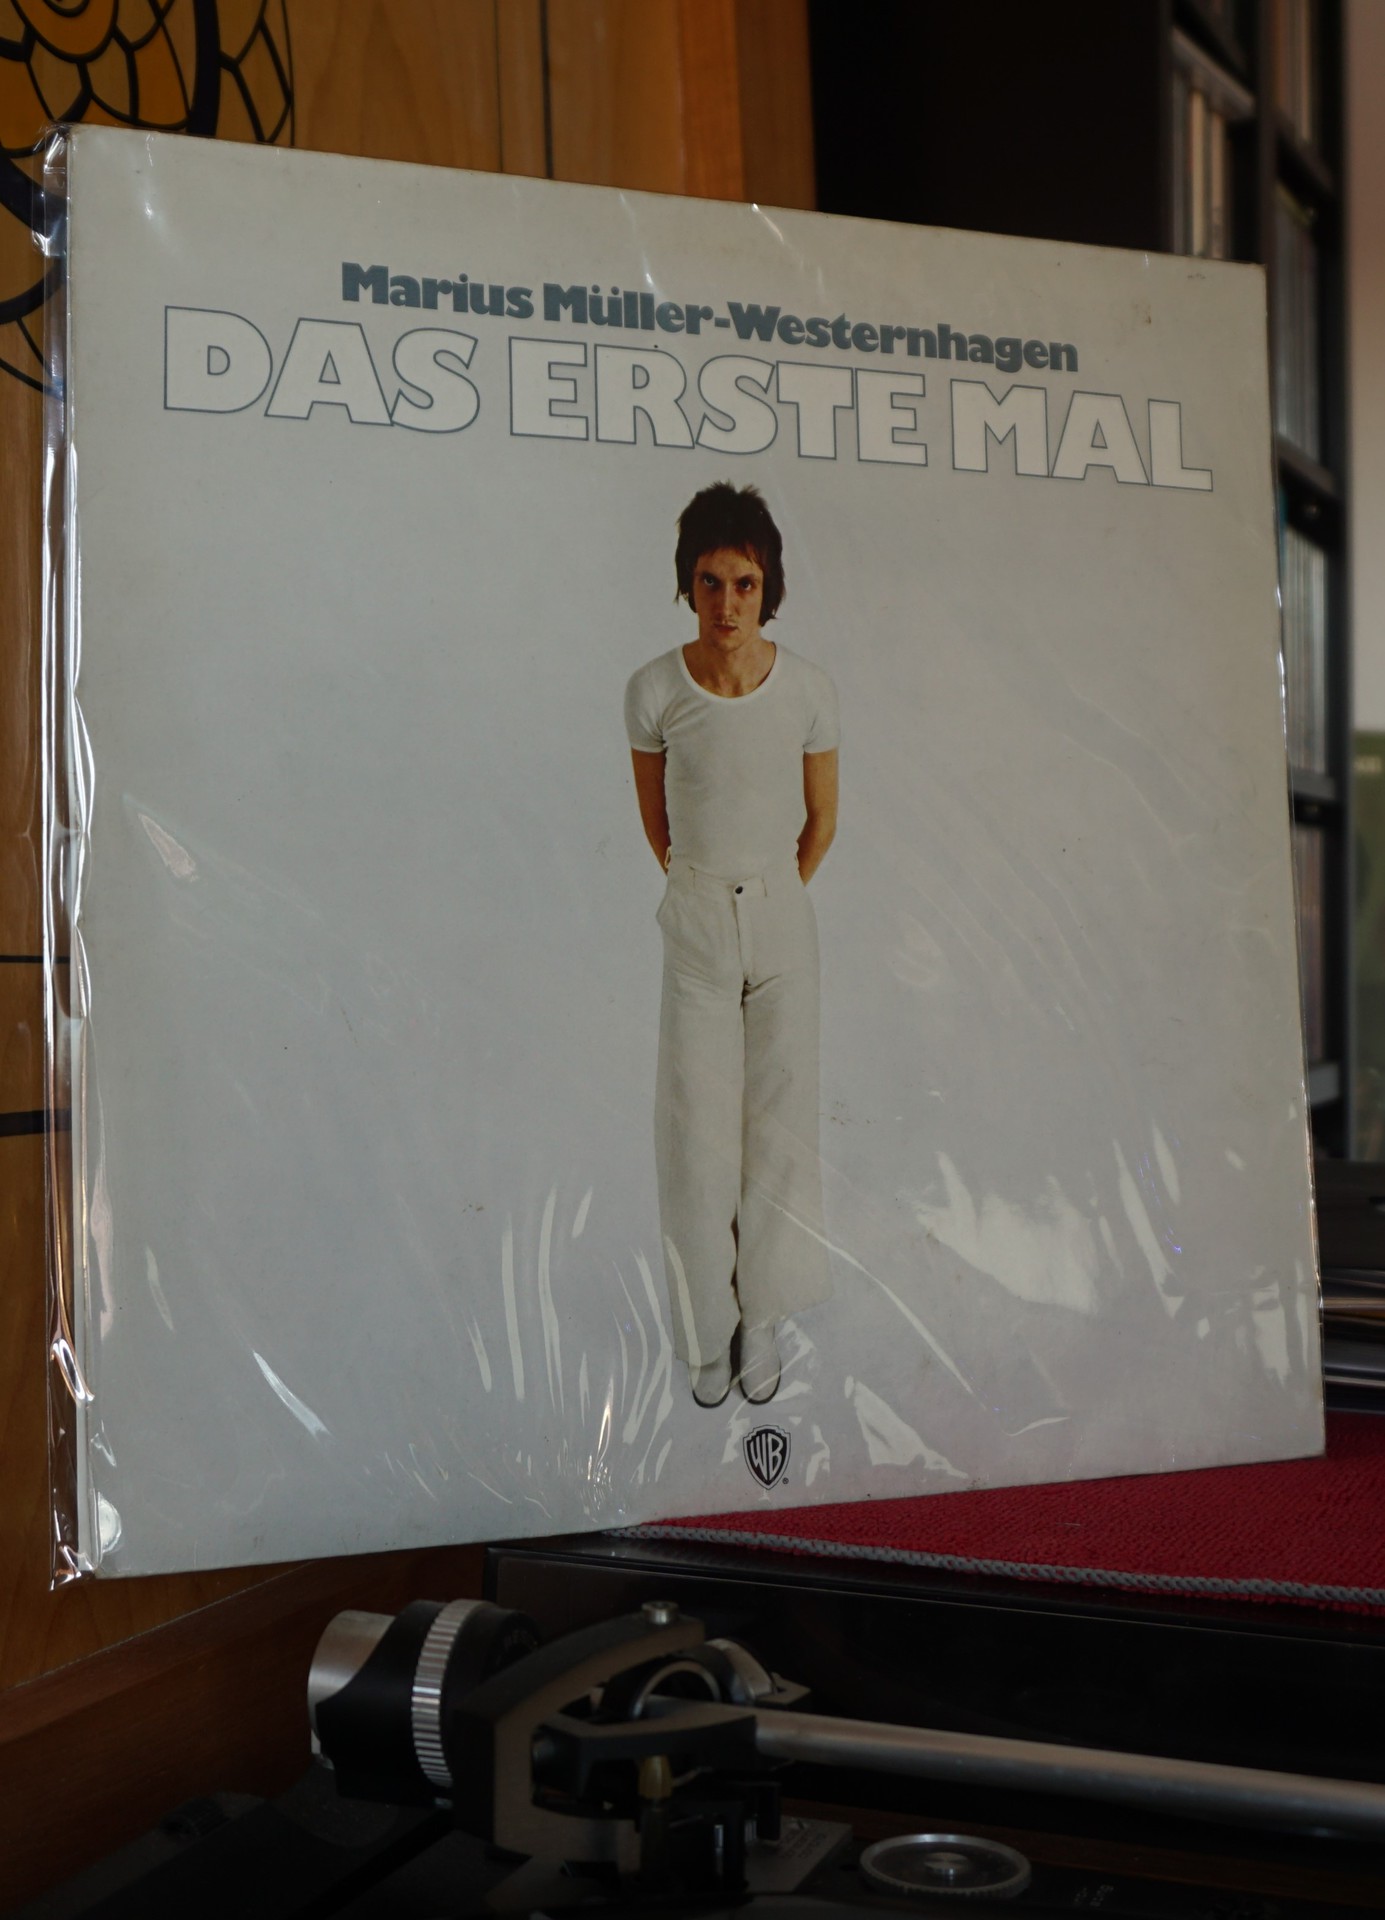 Marius Müller-Westernhagen
DAS ERSTE MAL
WB
®